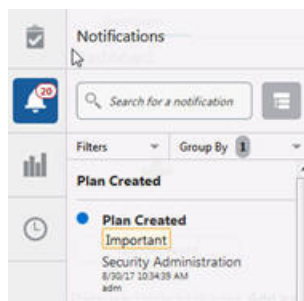 Notifications
20
Search for a notification
Filters
Group By 1
Plan Created
Plan Created
Important
Security Administration
8/30/17 10:34:39 AM
adm